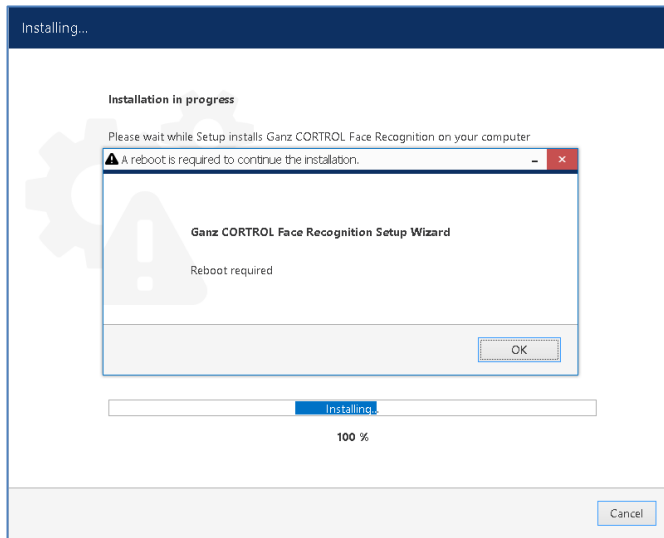 Installing...
Installation in progress
Please wait while Setup installs Ganz CORTROL Face Recognition on your computer
A reboot is required to continue the installation.
Ganz CORTROL Face Recognition Setup Wizard
Reboot required
OK
Installing...
100 %
Cancel